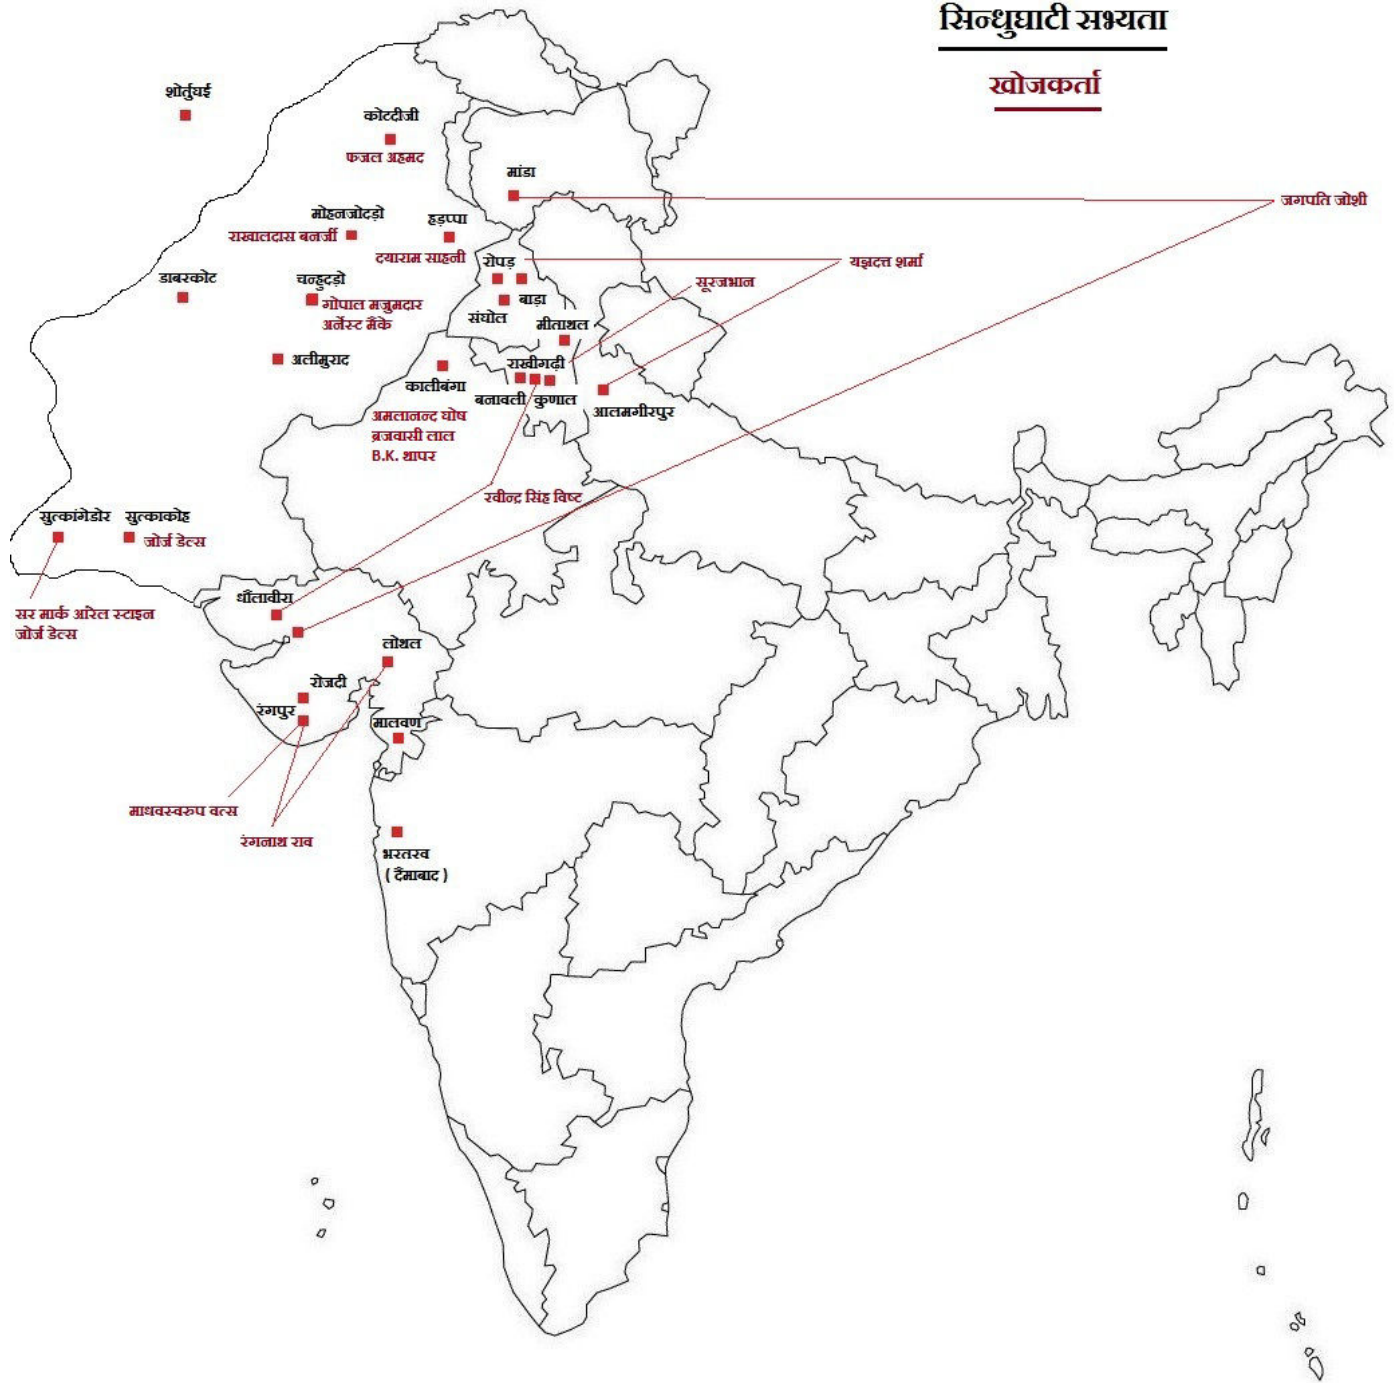 सिन्धुघाटी सभ्यता
खोजकर्ता
शोर्तुघई
कोटदीजी
फजल अहमद
मांडा
जगपति जोशी
मोहनजोदड़ो
राखालदास बनर्जी
हड़प्पा
दयाराम साहनी
रोपड़
यज्ञदत्त शर्मा
डाबरकोट
चन्हुदड़ो
गोपाल मजुमदार
अर्नेस्ट मैके
सूरजभान
बाड़ा
संघोल
मीताथल
अलीमुराद
राखीगढ़ी
कालीबंगा
बनावली
कुणाल
आलमगीरपुर
अमलानन्द घोष
ब्रजवासी लाल
B.K. थापर
रवीन्द्र सिंह विष्ट
सुत्कांगेडोर
सुत्काकोह
जोर्ज डेल्स
सर मार्क ऑरेल स्टाइन
जोर्ज डेल्स
धौंलावीरा
लोथल
रोजदी
रंगपुर
मालवण
माधवस्वरुप वत्स
रंगनाथ राव
भरतरव
( दैंमाबाद )